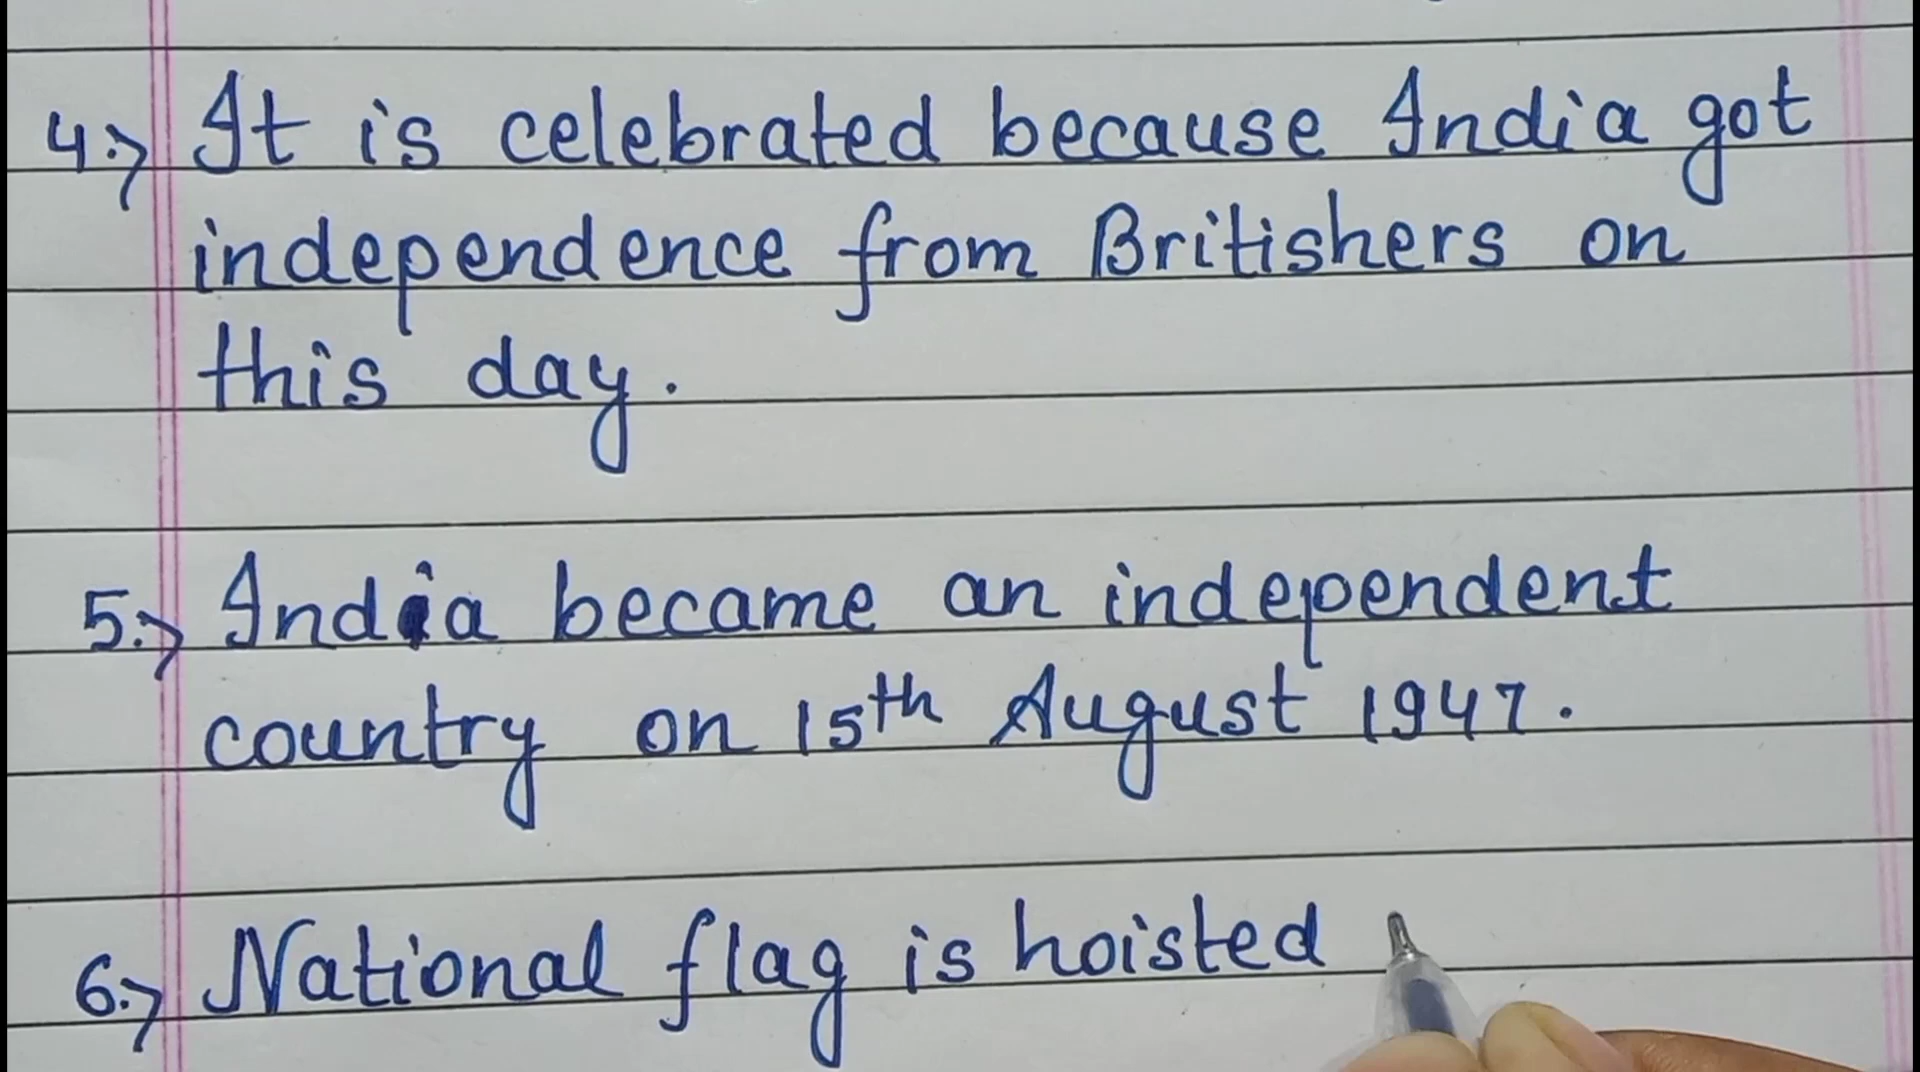 4.) It is celebrated because India got
independence from Britishers on
this day.
5.) India became an independent
country on 15th August 1947.
6.) National flag is hoisted